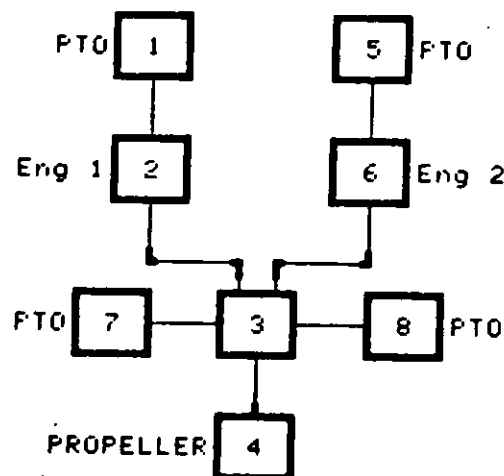 PTO 1 5 PTO
Eng 1 2 6 Eng 2
PTO 7 3 8 PTO
PROPELLER 4